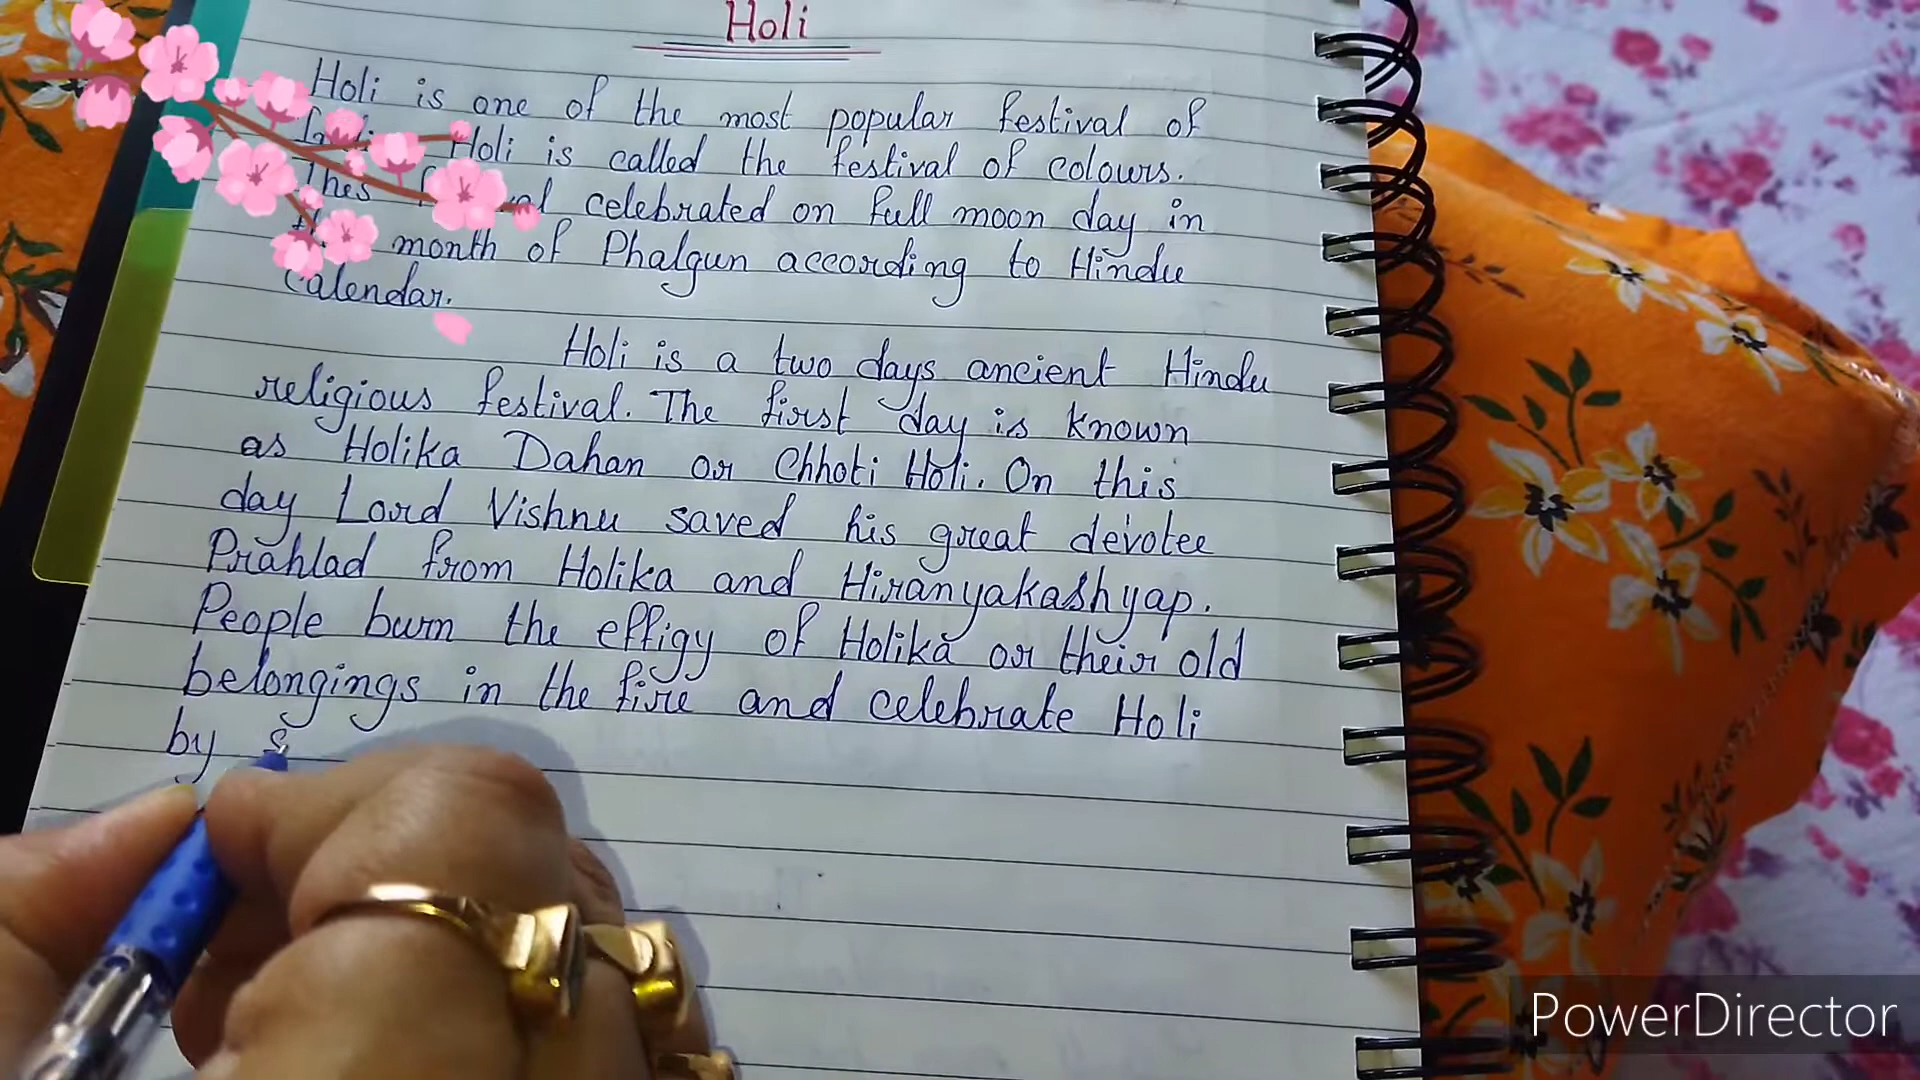 Holi
Holi is one of the most popular festival of
Holi is called the festival of colours.
celebrated on full moon day in
month of Phalgun according to Hindu
Calendar.
Holi is a two days ancient Hindu
religious festival. The first day is known
as Holika Dahan or Chhoti Holi. On this
day Lord Vishnu saved his great devotee
Prahlad from Holika and Hiranyakashyap.
People burn the effigy of Holika or their old
belongings in the fire and celebrate Holi
by
PowerDirector